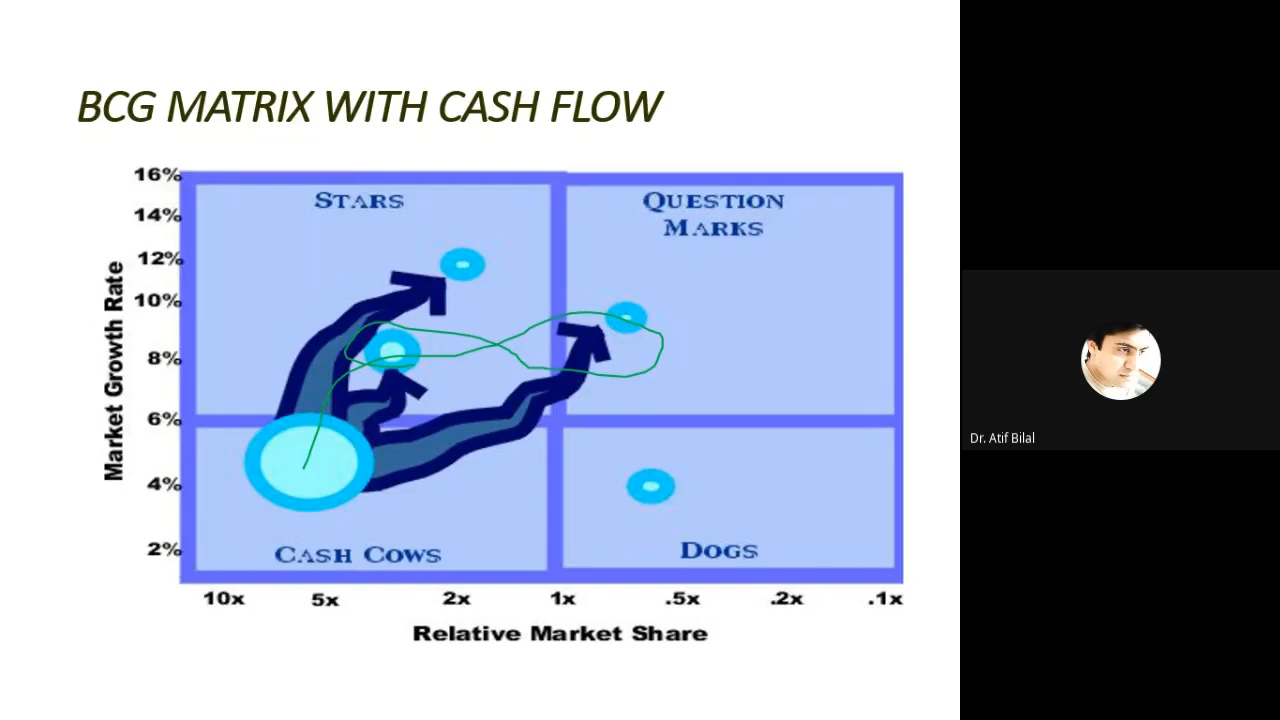 BCG MATRIX WITH CASH FLOW
16%
14%
12%
10%
8%
6%
4%
2%
Market Growth Rate
STARS
QUESTION
MARKS
CASH COWS
DOGS
10x 5x 2x 1x .5x .2x .1x
Relative Market Share
Dr. Atif Bilal